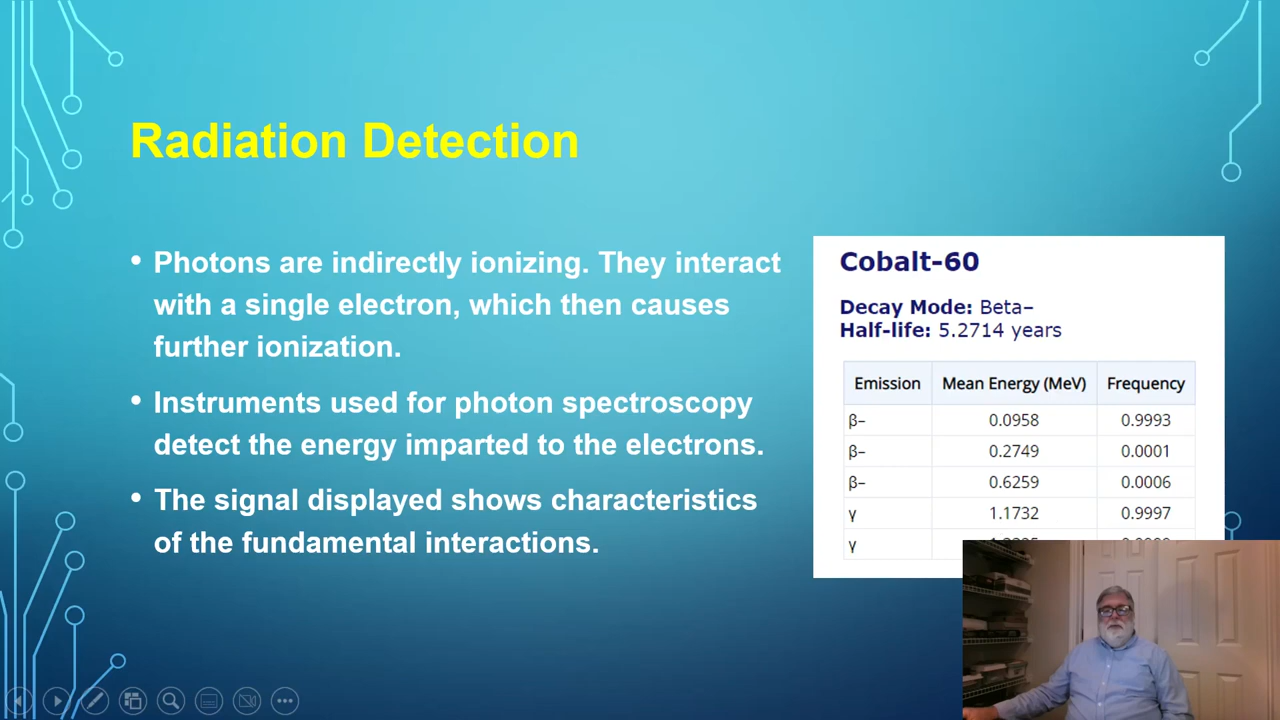 Radiation Detection
• Photons are indirectly ionizing. They interact
with a single electron, which then causes
further ionization.
• Instruments used for photon spectroscopy
detect the energy imparted to the electrons.
• The signal displayed shows characteristics
of the fundamental interactions.
Cobalt-60
Decay Mode: Beta–
Half-life: 5.2714 years
Emission Mean Energy (MeV) Frequency
β– 0.0958 0.9993
β– 0.2749 0.0001
β– 0.6259 0.0006
γ 1.1732 0.9997
γ